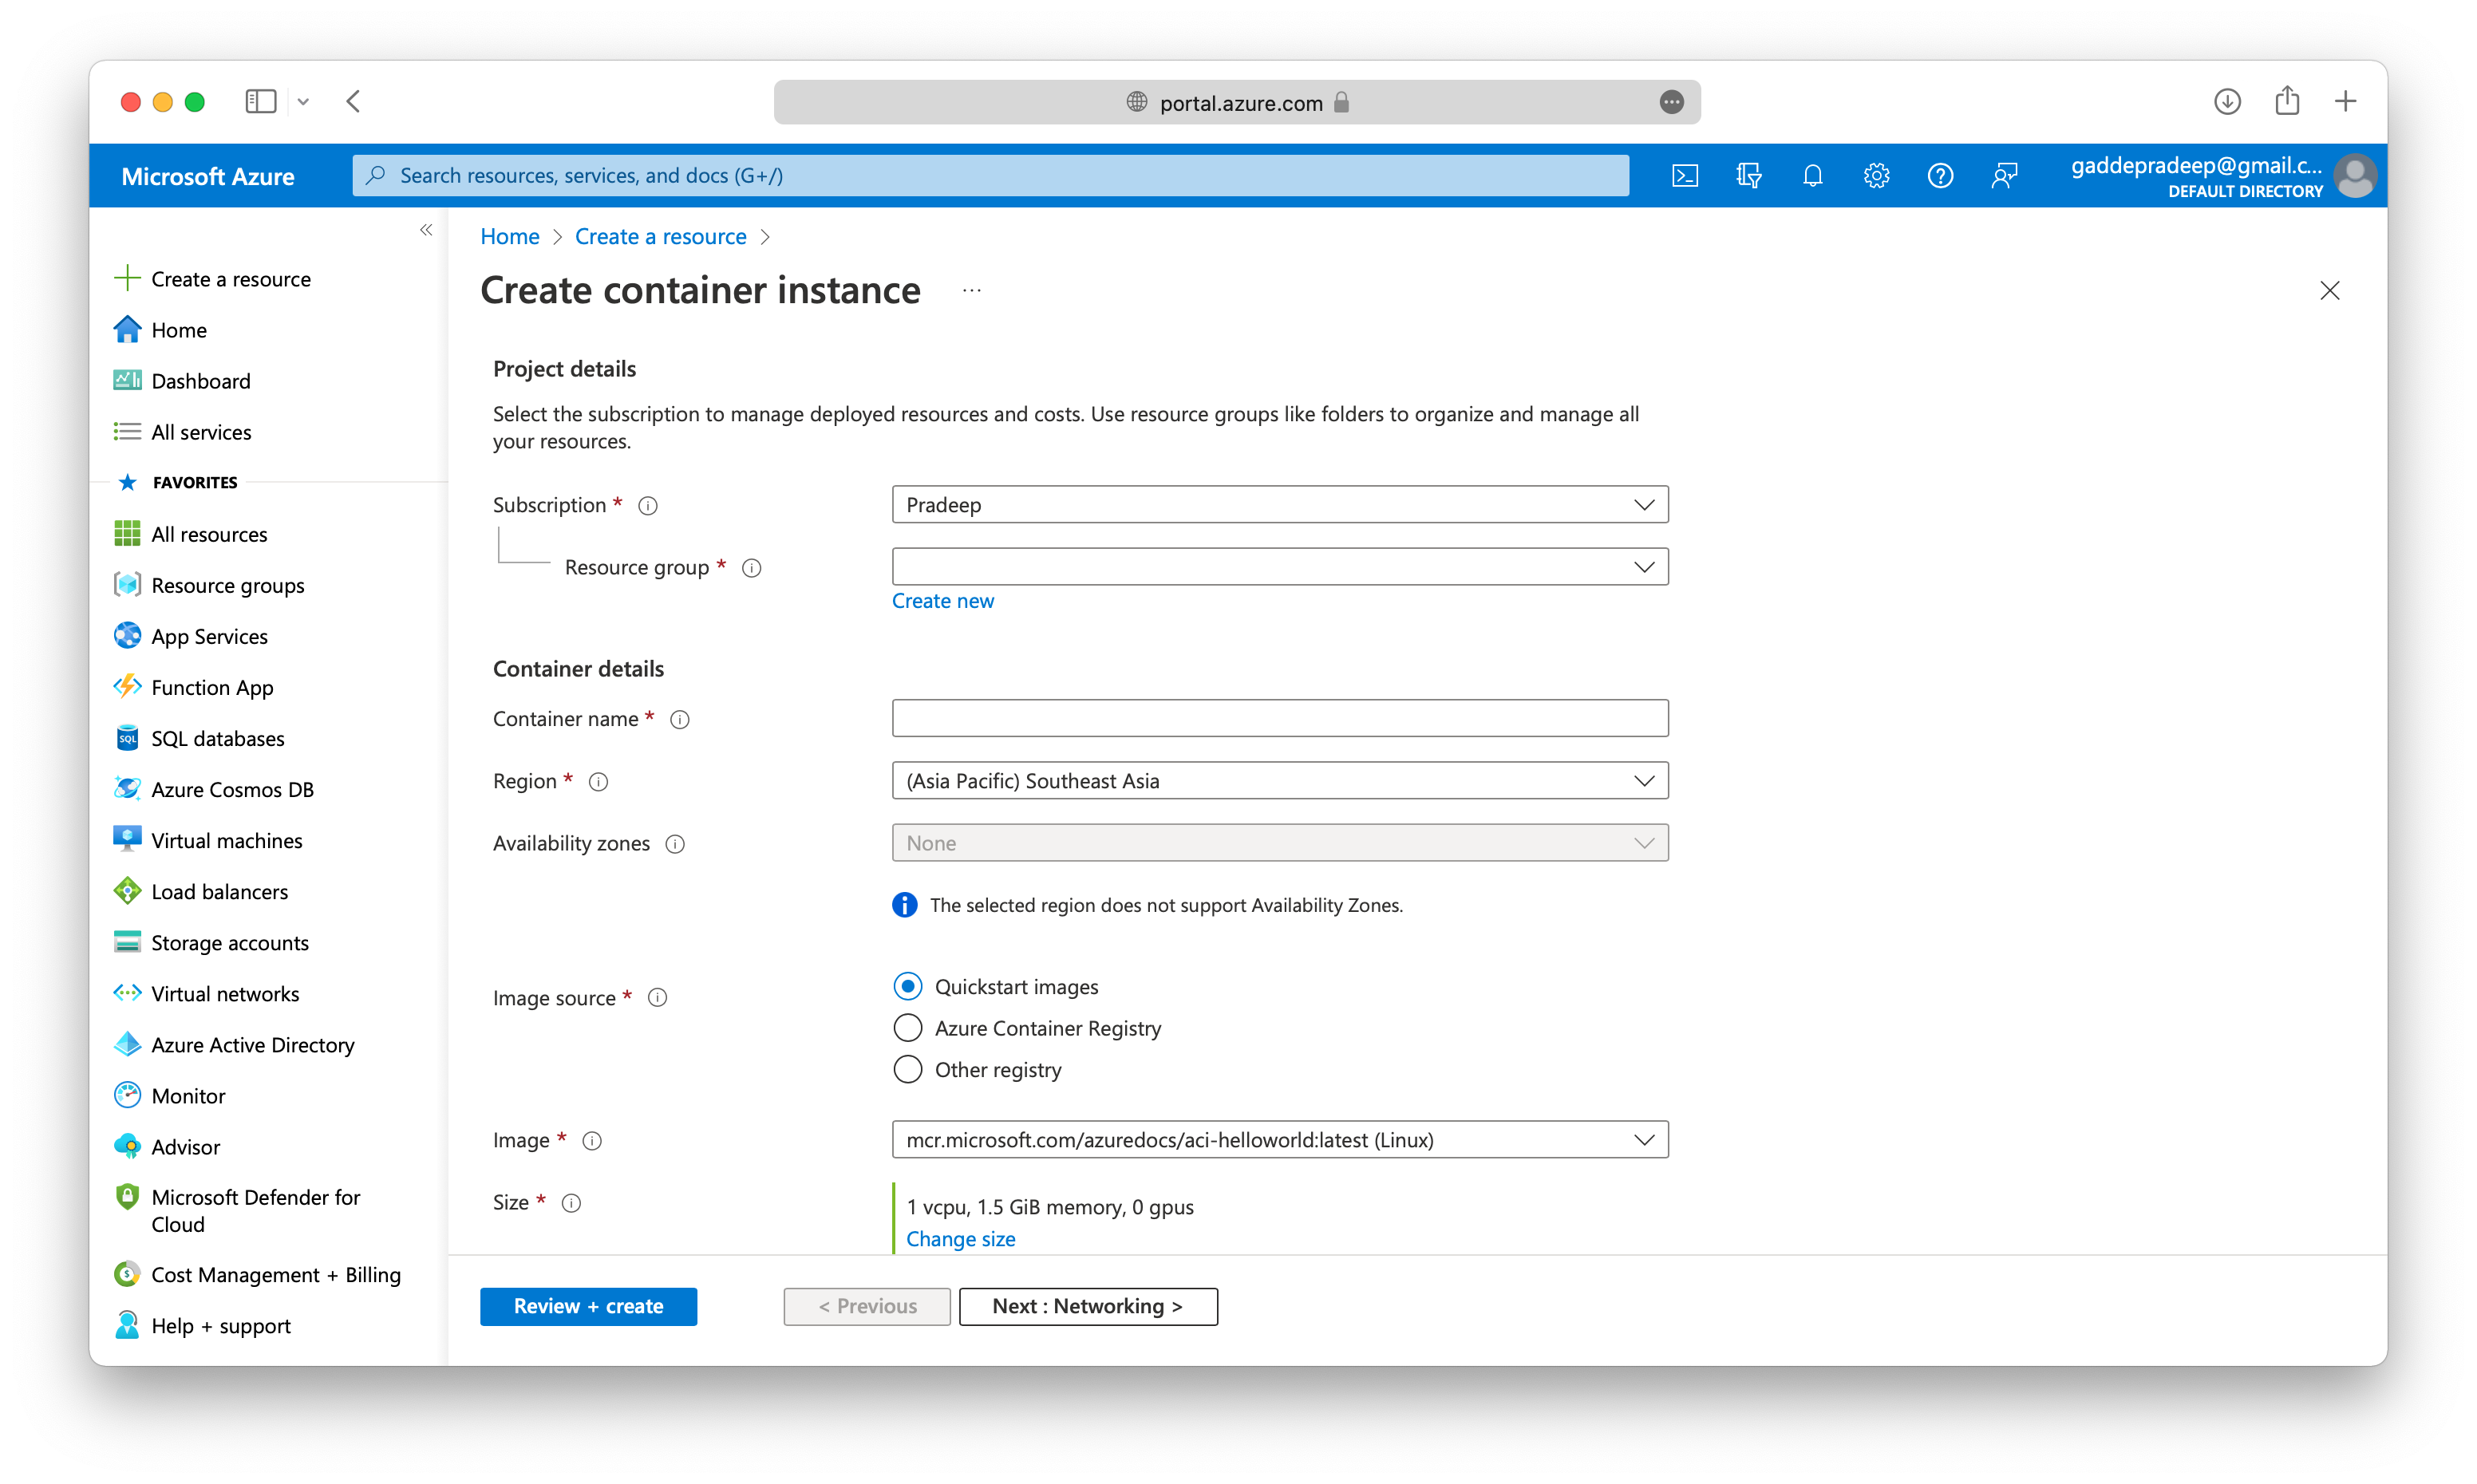 portal.azure.com
Microsoft Azure
Search resources, services, and docs (G+/)
gaddepradeep@gmail.c...
DEFAULT DIRECTORY
Create a resource
Home
Dashboard
All services
FAVORITES
All resources
Resource groups
App Services
Function App
SQL
SQL databases
Azure Cosmos DB
Virtual machines
Load balancers
Storage accounts
Virtual networks
Azure Active Directory
Monitor
Advisor
Microsoft Defender for
Cloud
Cost Management + Billing
Help + support
Home > Create a resource >
Create container instance ...
Project details
Select the subscription to manage deployed resources and costs. Use resource groups like folders to organize and manage all
your resources.
Subscription *
Pradeep
Resource group *
Create new
Container details
Container name *
Region *
(Asia Pacific) Southeast Asia
Availability zones
None
The selected region does not support Availability Zones.
Image source *
Quickstart images
Azure Container Registry
Other registry
Image *
mcr.microsoft.com/azuredocs/aci-helloworld:latest (Linux)
Size *
1 vcpu, 1.5 GiB memory, 0 gpus
Change size
Review + create
< Previous
Next : Networking >